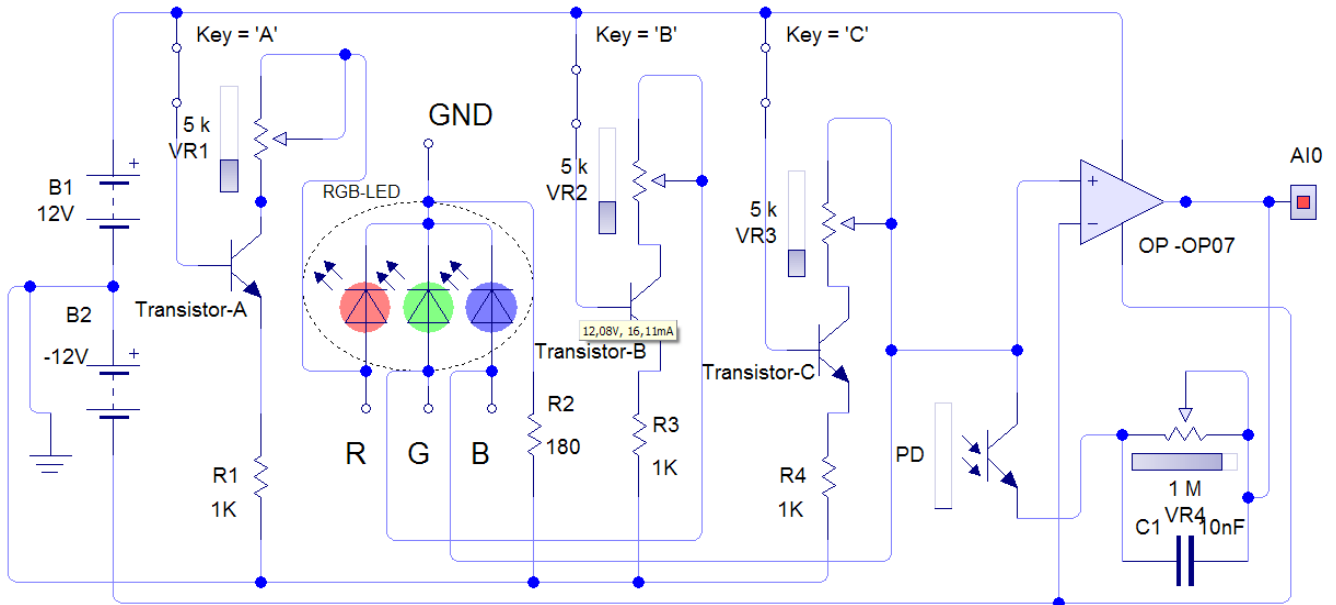 Key = 'A'
Key = 'B'
Key = 'C'
GND
5 k
VR1
RGB-LED
5 k
VR2
5 k
VR3
AI0
B1
12V
+
+
−
OP -OP07
Transistor-A
B2
-12V
+
12,08V, 16,11mA
Transistor-B
Transistor-C
R
G
B
R2
180
R3
1K
R1
1K
R4
1K
PD
1 M
VR4
C1
10nF